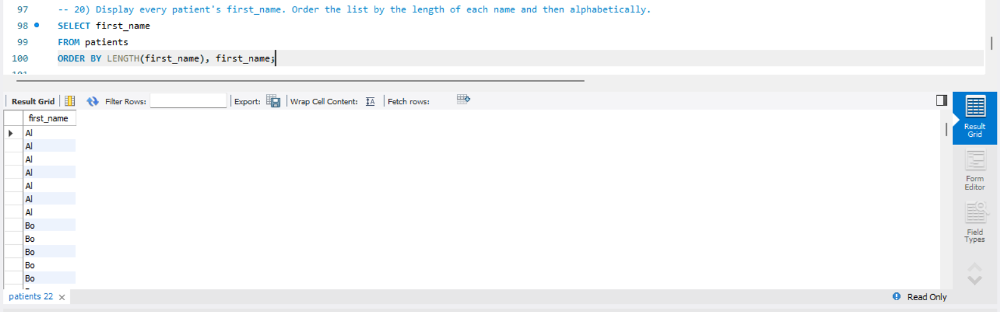 97 -- 20) Display every patient's first_name. Order the list by the length of each name and then alphabetically.
98 SELECT first_name
99 FROM patients
100 ORDER BY LENGTH(first_name), first_name;
101
Result Grid Filter Rows: Export: Wrap Cell Content: Fetch rows:
first_name
Al
Al
Al
Al
Al
Al
Al
Bo
Bo
Bo
Bo
Bo
Result
Grid
Form
Editor
Field
Types
patients 22
Read Only